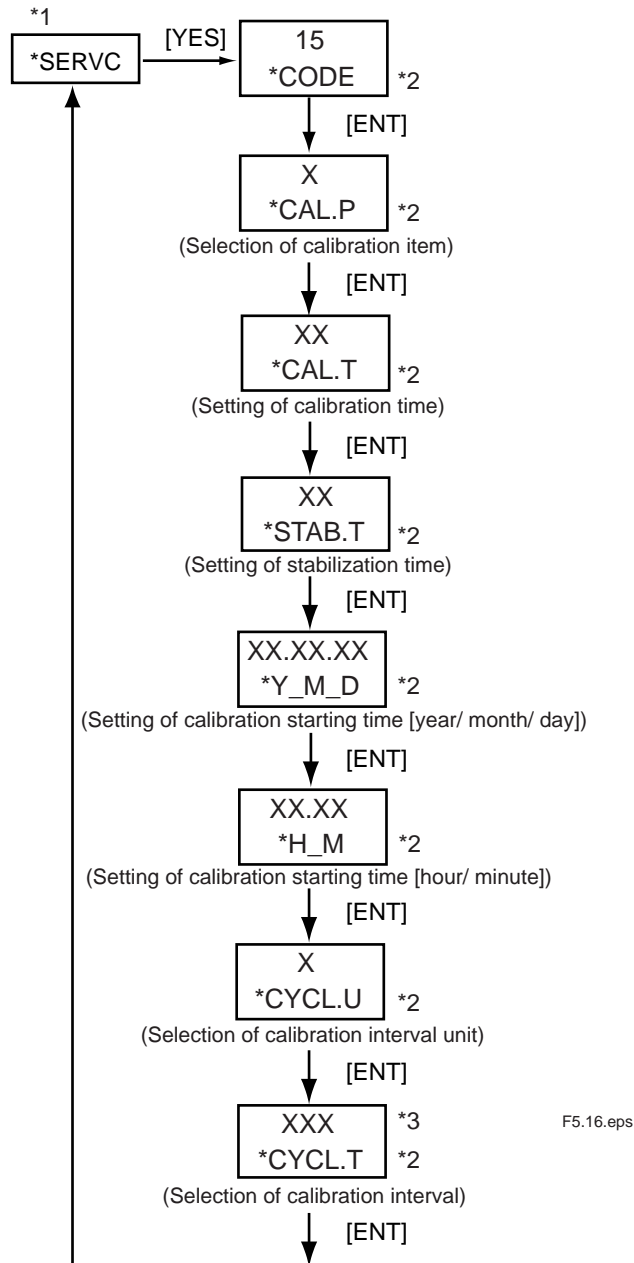 *1
*SERVC
[YES]
15
*CODE *2
[ENT]
X
*CAL.P *2
(Selection of calibration item)
[ENT]
XX
*CAL.T *2
(Setting of calibration time)
[ENT]
XX
*STAB.T *2
(Setting of stabilization time)
[ENT]
XX.XX.XX
*Y_M_D *2
(Setting of calibration starting time [year/ month/ day])
[ENT]
XX.XX
*H_M *2
(Setting of calibration starting time [hour/ minute])
[ENT]
X
*CYCL.U *2
(Selection of calibration interval unit)
[ENT]
XXX *3
*CYCL.T *2
F5.16.eps
(Selection of calibration interval)
[ENT]